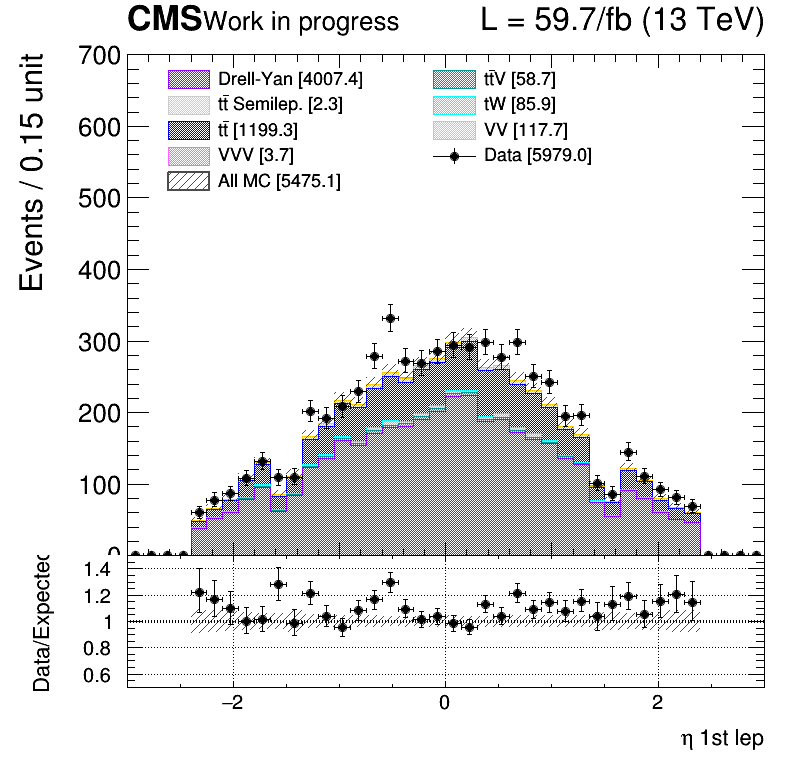 CMS Work in progress L = 59.7/fb (13 TeV)
Events / 0.15 unit
700
600
500
400
300
200
100
0
Drell-Yan [4007.4]
tt̄ Semilep. [2.3]
tt̄ [1199.3]
VVV [3.7]
All MC [5475.1]
tt̄V [58.7]
tW [85.9]
VV [117.7]
Data [5979.0]
Data/Expected
1.4
1.2
1
0.8
0.6
−2 0 2
η 1st lep